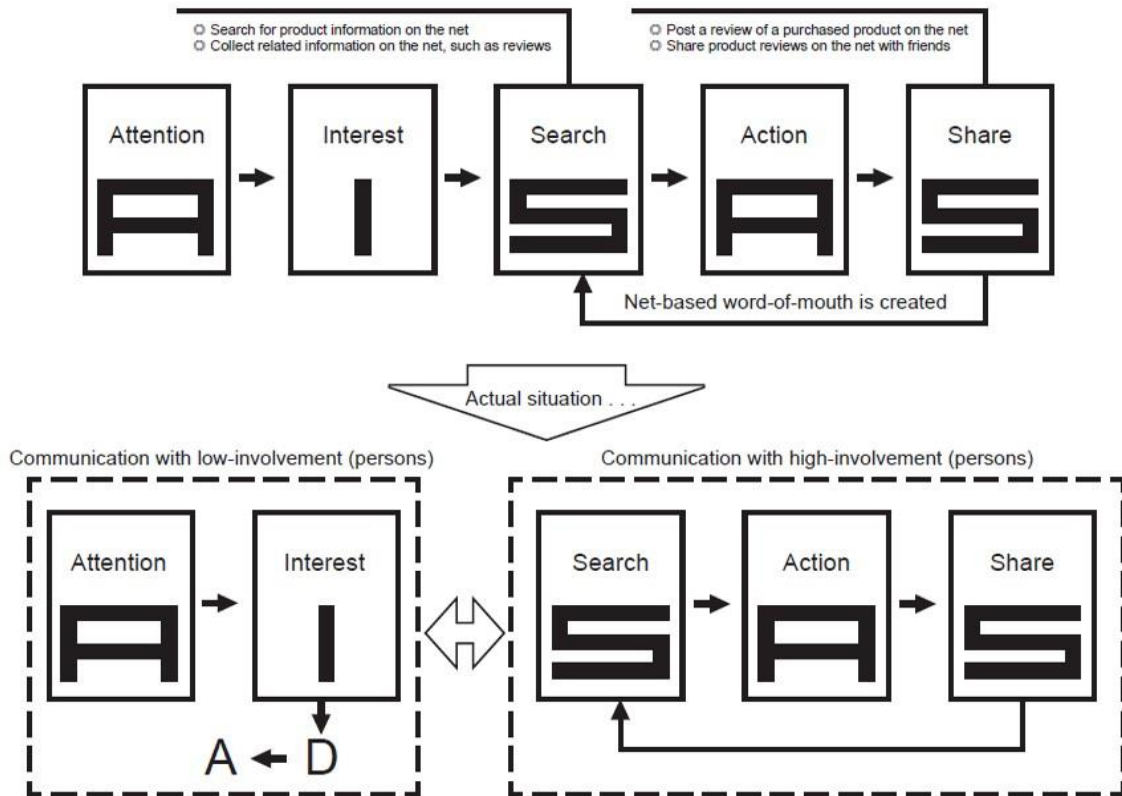 ◎ Search for product information on the net
◎ Collect related information on the net, such as reviews
◎ Post a review of a purchased product on the net
◎ Share product reviews on the net with friends
Attention
Interest
Search
Action
Share
A
I
S
A
S
Net-based word-of-mouth is created
Actual situation . . .
Communication with low-involvement (persons)
Communication with high-involvement (persons)
Attention
Interest
Search
Action
Share
A
I
S
A
S
A
D